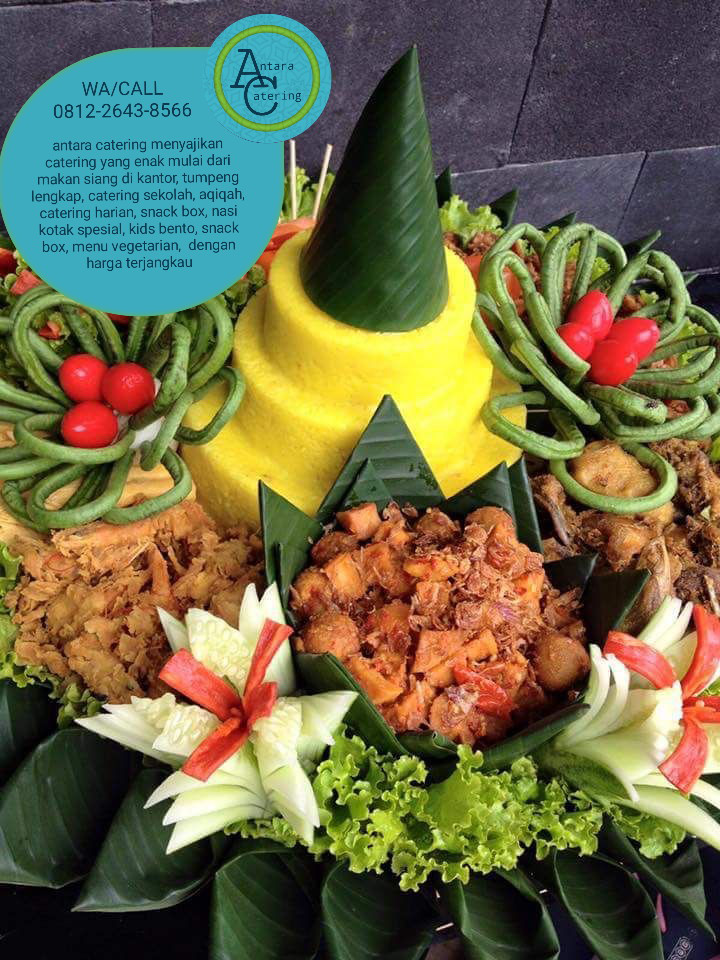 Antara
Catering
WA/CALL
0812-2643-8566
antara catering menyajikan
catering yang enak mulai dari
makan siang di kantor, tumpeng
lengkap, catering sekolah, aqiqah,
catering harian, snack box, nasi
kotak spesial, kids bento, snack
box, menu vegetarian, dengan
harga terjangkau